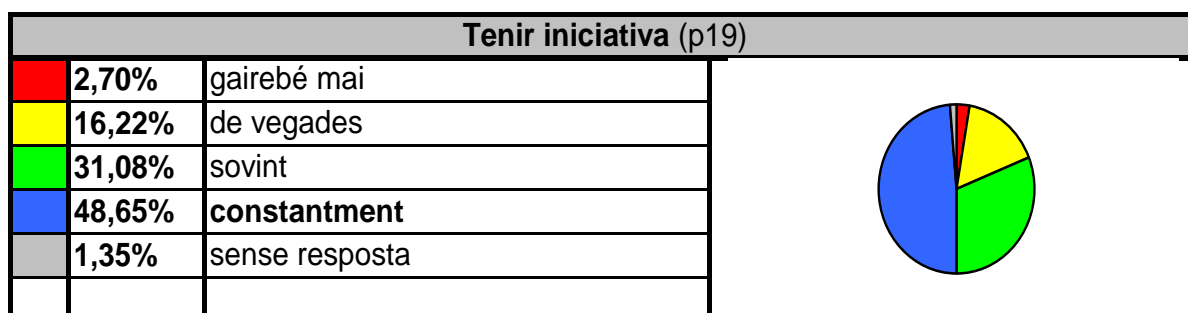 Tenir iniciativa (p19)
2,70% gairebé mai
16,22% de vegades
31,08% sovint
48,65% constantment
1,35% sense resposta